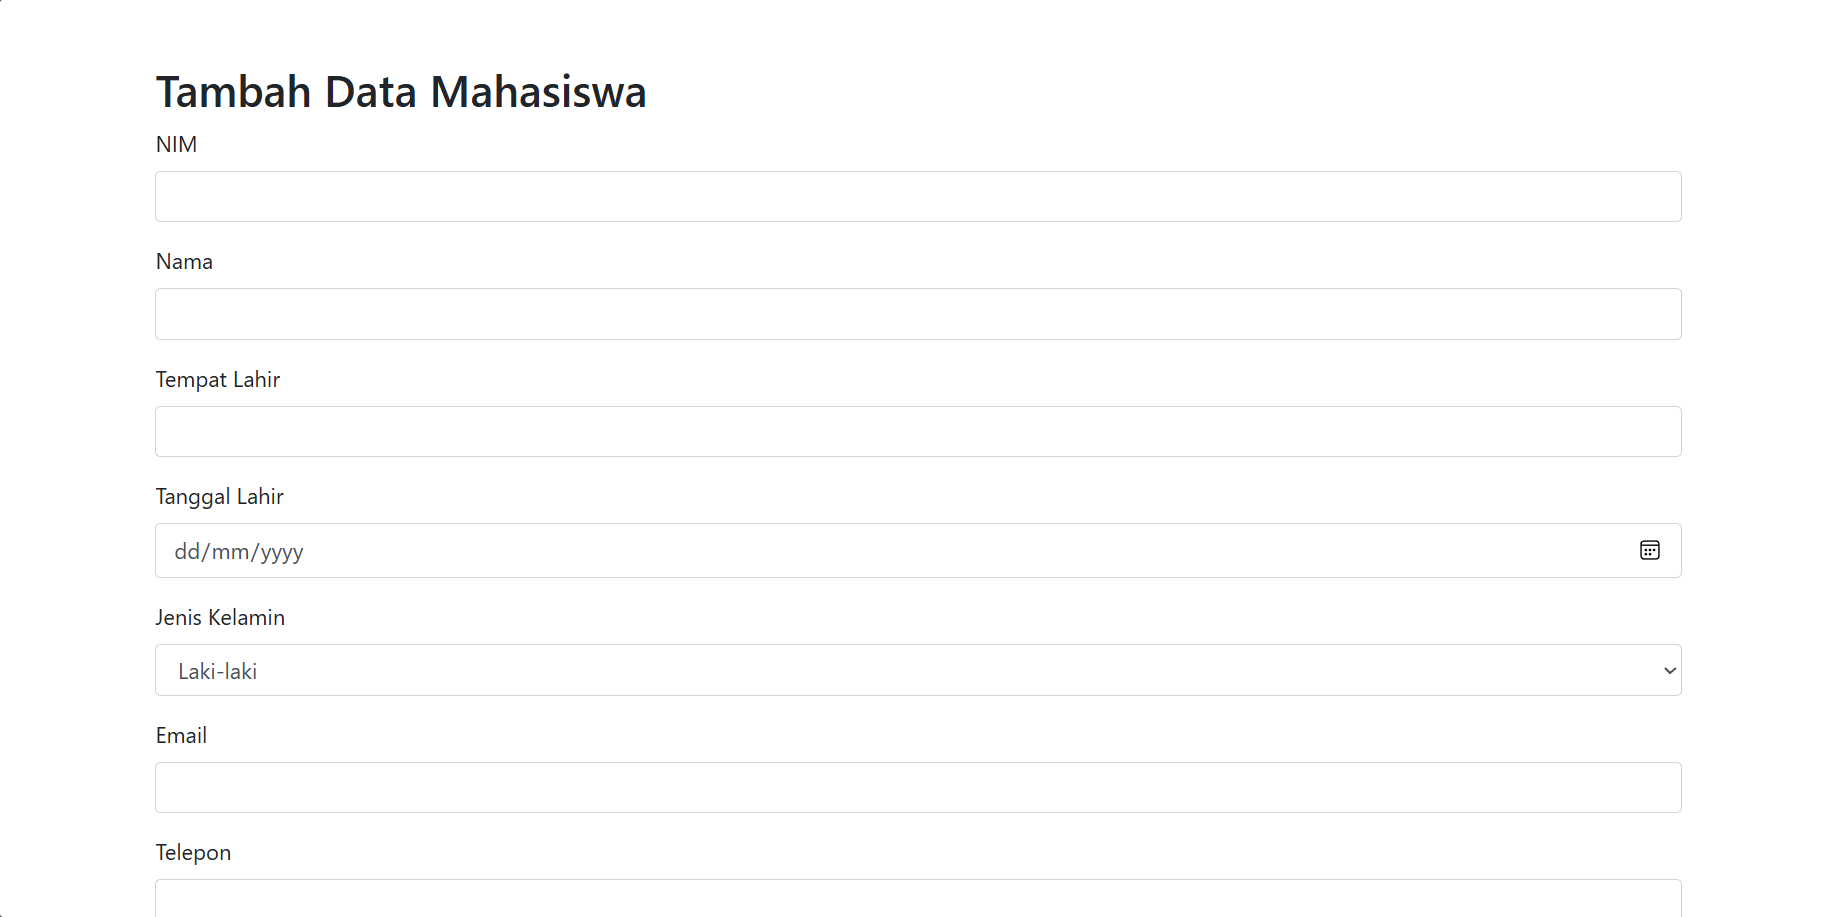 Tambah Data Mahasiswa
NIM
Nama
Tempat Lahir
Tanggal Lahir
dd/mm/yyyy
Jenis Kelamin
Laki-laki
Email
Telepon